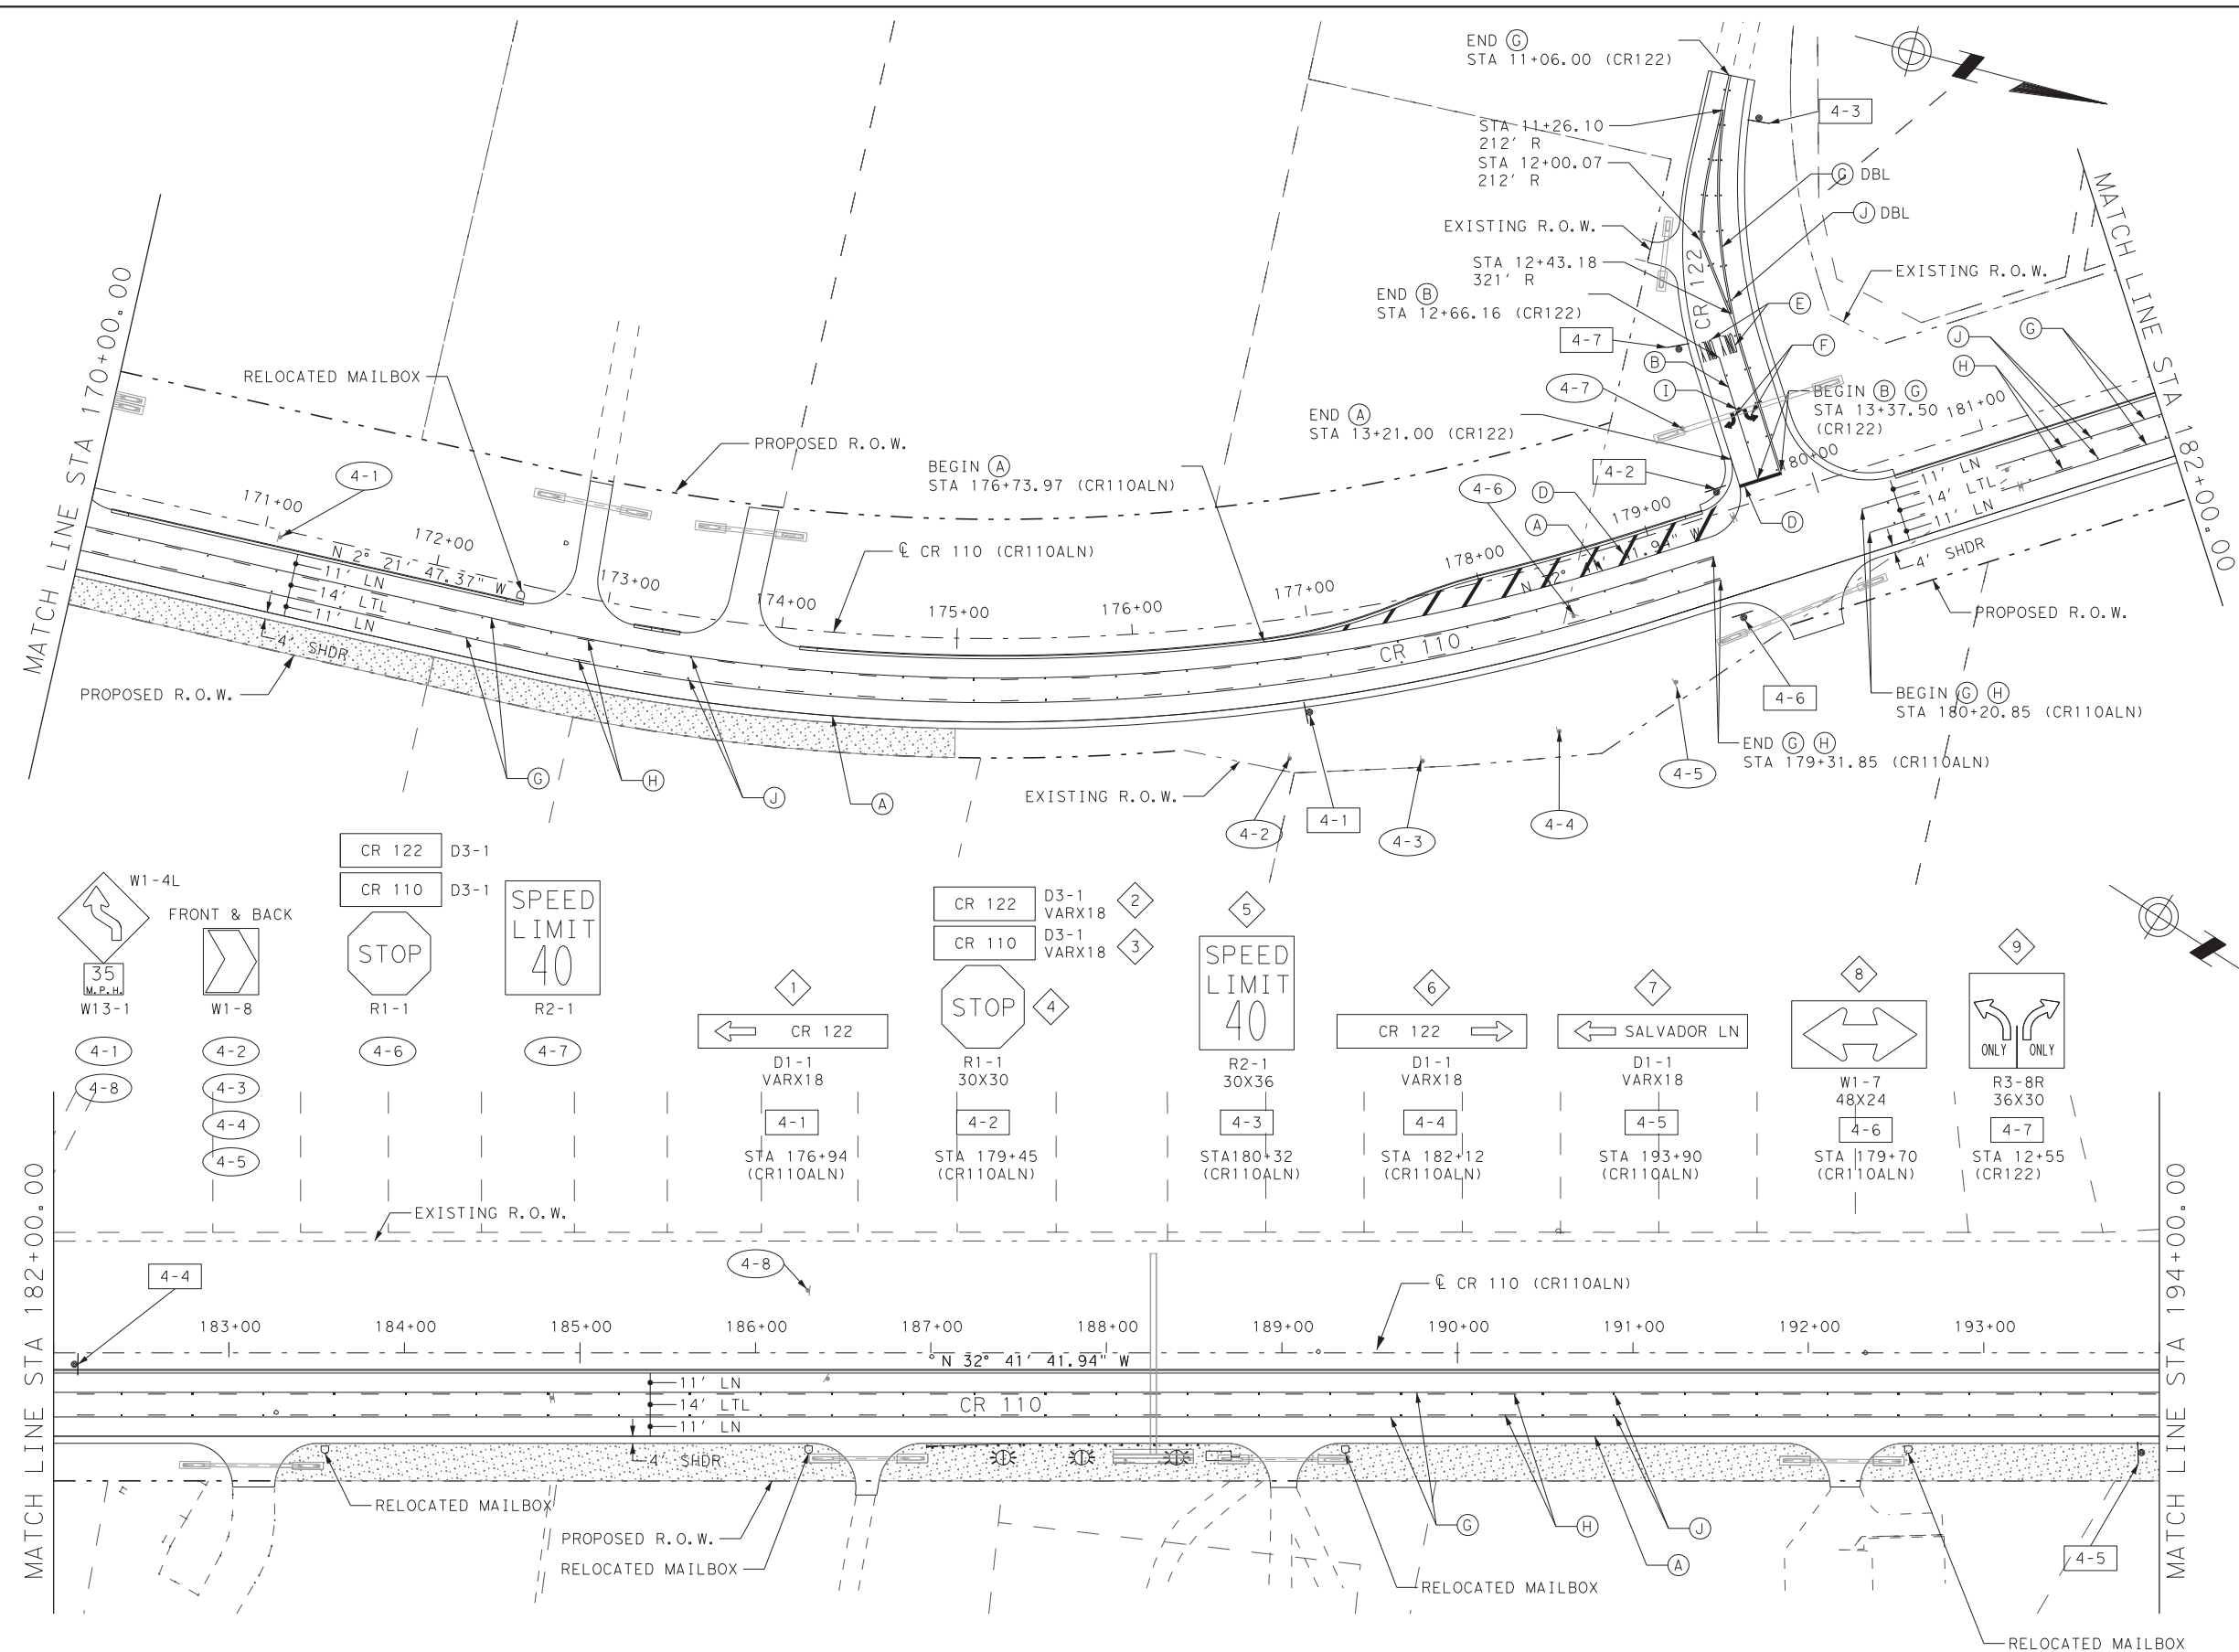 END G
STA 11+06.00 (CR122)
4-3
STA 11+26.10
212' R
STA 12+00.07
212' R
G DBL
J DBL
EXISTING R.O.W.
STA 12+43.18
321' R
END B
STA 12+66.16 (CR122)
CR 122
E
4-7
B
F
4-7
I
BEGIN B G
STA 13+37.50
(CR122)
END A
STA 13+21.00 (CR122)
EXISTING R.O.W.
J
G
H
MATCH LINE STA 182+00.00
MATCH LINE STA 170+00.00
RELOCATED MAILBOX
PROPOSED R.O.W.
4-1
BEGIN A
STA 176+73.97 (CR110ALN)
4-2
4-6
D
A
D
171+00
172+00
173+00
174+00
175+00
176+00
177+00
178+00
179+00
180+00
181+00
N 2° 21' 47.37" W
11' LN
14' LTL
11' LN
4' SHDR
℄ CR 110 (CR110ALN)
CR 110
11' LN
14' LTL
11' LN
4' SHDR
PROPOSED R.O.W.
PROPOSED R.O.W.
4-6
BEGIN G H
STA 180+20.85 (CR110ALN)
END G H
STA 179+31.85 (CR110ALN)
4-5
G
H
J
A
EXISTING R.O.W.
4-2
4-1
4-3
4-4
W1-4L
35
M.P.H.
W13-1
4-1
4-8
FRONT & BACK
W1-8
4-2
4-3
4-4
4-5
CR 122 D3-1
CR 110 D3-1
STOP
R1-1
4-6
SPEED
LIMIT
40
R2-1
4-7
1
CR 122
D1-1
VARX18
4-1
STA 176+94
(CR110ALN)
CR 122 D3-1
VARX18 2
CR 110 D3-1
VARX18 3
STOP 4
R1-1
30X30
4-2
STA 179+45
(CR110ALN)
5
SPEED
LIMIT
40
R2-1
30X36
4-3
STA180+32
(CR110ALN)
6
CR 122
D1-1
VARX18
4-4
STA 182+12
(CR110ALN)
7
SALVADOR LN
D1-1
VARX18
4-5
STA 193+90
(CR110ALN)
8
W1-7
48X24
4-6
STA 179+70
(CR110ALN)
9
ONLY ONLY
R3-8R
36X30
4-7
STA 12+55
(CR122)
MATCH LINE STA 182+00.00
MATCH LINE STA 194+00.00
EXISTING R.O.W.
4-4
4-8
℄ CR 110 (CR110ALN)
183+00
184+00
185+00
186+00
187+00
188+00
189+00
190+00
191+00
192+00
193+00
N 32° 41' 41.94" W
11' LN
14' LTL
11' LN
4' SHDR
CR 110
RELOCATED MAILBOX
PROPOSED R.O.W.
RELOCATED MAILBOX
G
H
J
A
RELOCATED MAILBOX
4-5
RELOCATED MAILBOX